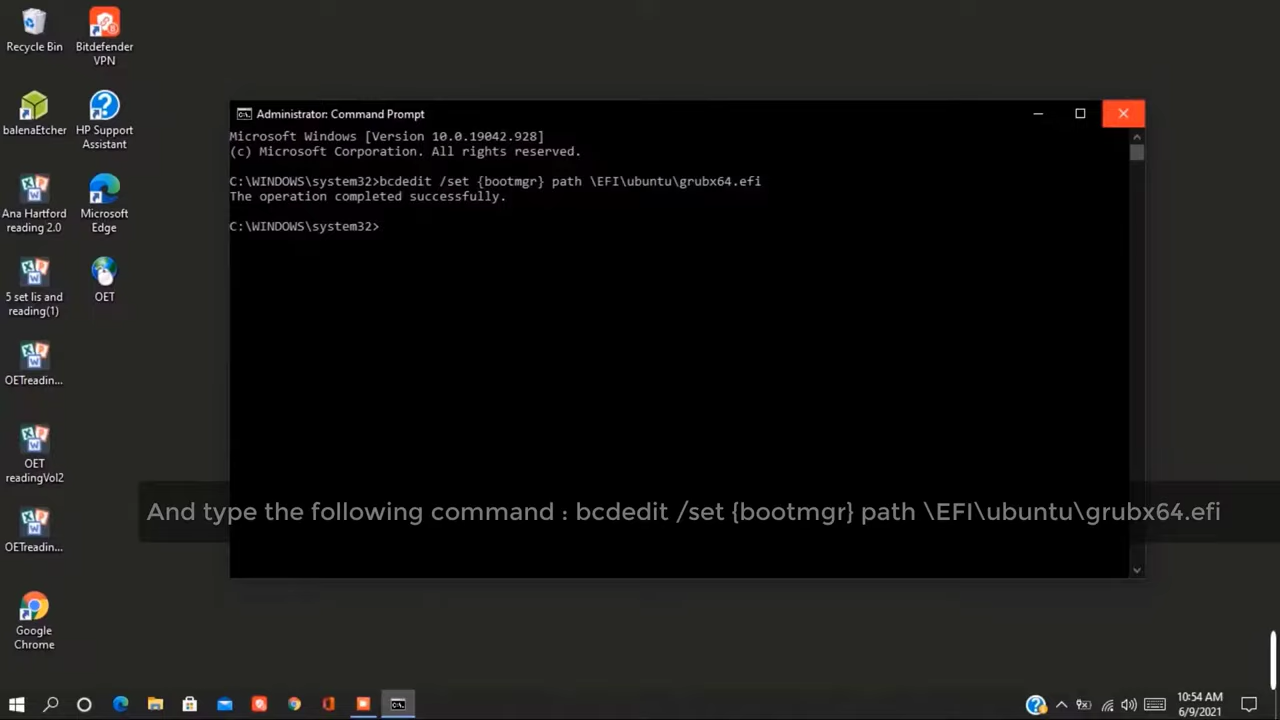 Recycle Bin
Bitdefender
VPN
balenaEtcher
HP Support
Assistant
Ana Hartford
reading 2.0
Microsoft
Edge
5 set lis and
reading(1)
OET
OETreadin...
OET
readingVol2
OETreadin...
Google
Chrome
Administrator: Command Prompt
Microsoft Windows [Version 10.0.19042.928]
(c) Microsoft Corporation. All rights reserved.
C:\WINDOWS\system32>bcdedit /set {bootmgr} path \EFI\ubuntu\grubx64.efi
The operation completed successfully.
C:\WINDOWS\system32>
And type the following command : bcdedit /set {bootmgr} path \EFI\ubuntu\grubx64.efi
10:54 AM
6/9/2021